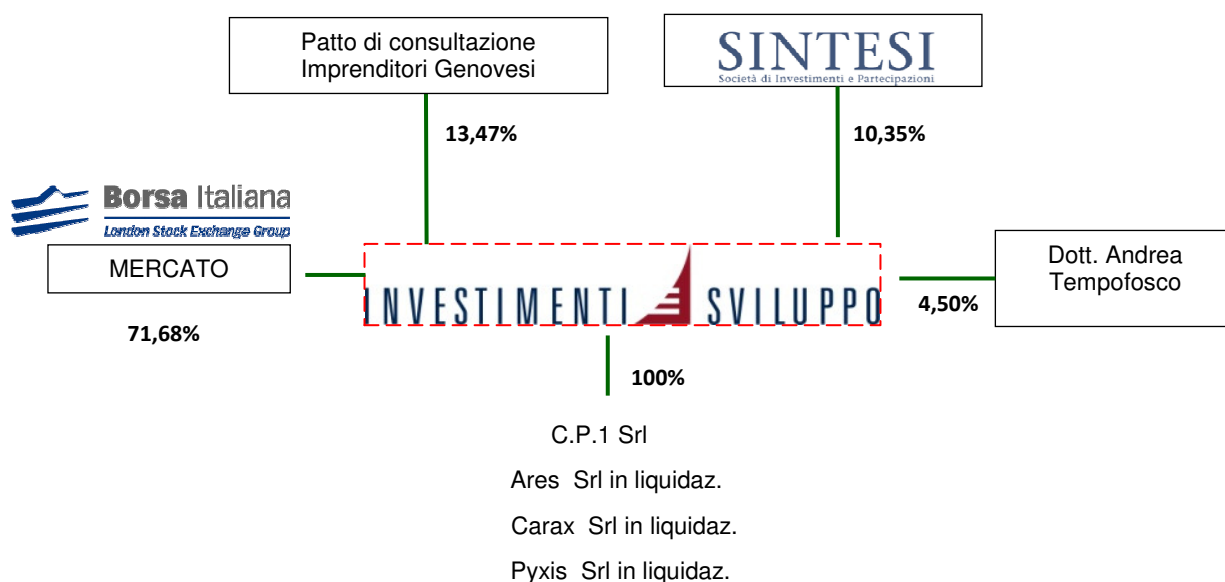 Patto di consultazione
Imprenditori Genovesi
SINTESI
Società di Investimenti e Partecipazioni
13,47%
10,35%
Borsa Italiana
London Stock Exchange Group
MERCATO
71,68%
INVESTIMENTI SVILUPPO
Dott. Andrea
Tempofosco
4,50%
100%
C.P.1 Srl
Ares Srl in liquidaz.
Carax Srl in liquidaz.
Pyxis Srl in liquidaz.